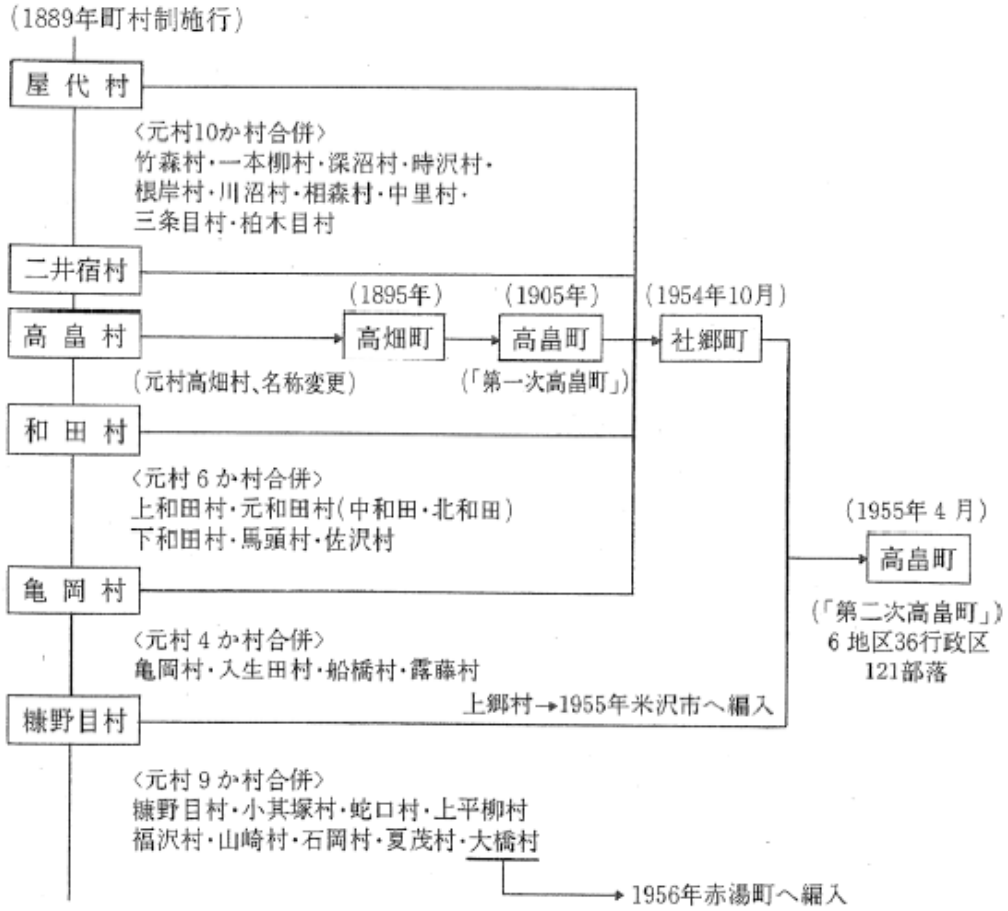 (1889年町村制施行)
屋代村
〈元村10か村合併〉
竹森村・一本柳村・深沼村・時沢村・
根岸村・川沼村・相森村・中里村・
三条目村・柏木目村
二井宿村
高畠村
(1895年)
高畑町
(1905年)
高畠町
(1954年10月)
社郷町
(元村高畑村、名称変更)
(「第一次高畠町」)
和田村
〈元村6か村合併〉
上和田村・元和田村(中和田・北和田)
下和田村・馬頭村・佐沢村
(1955年4月)
高畠町
(「第二次高畠町」)
6地区36行政区
121部落
亀岡村
〈元村4か村合併〉
亀岡村・入生田村・船橋村・露藤村
上郷村→1955年米沢市へ編入
糠野目村
〈元村9か村合併〉
糠野目村・小其塚村・蛇口村・上平柳村
福沢村・山崎村・石岡村・夏茂村・大橋村
1956年赤湯町へ編入